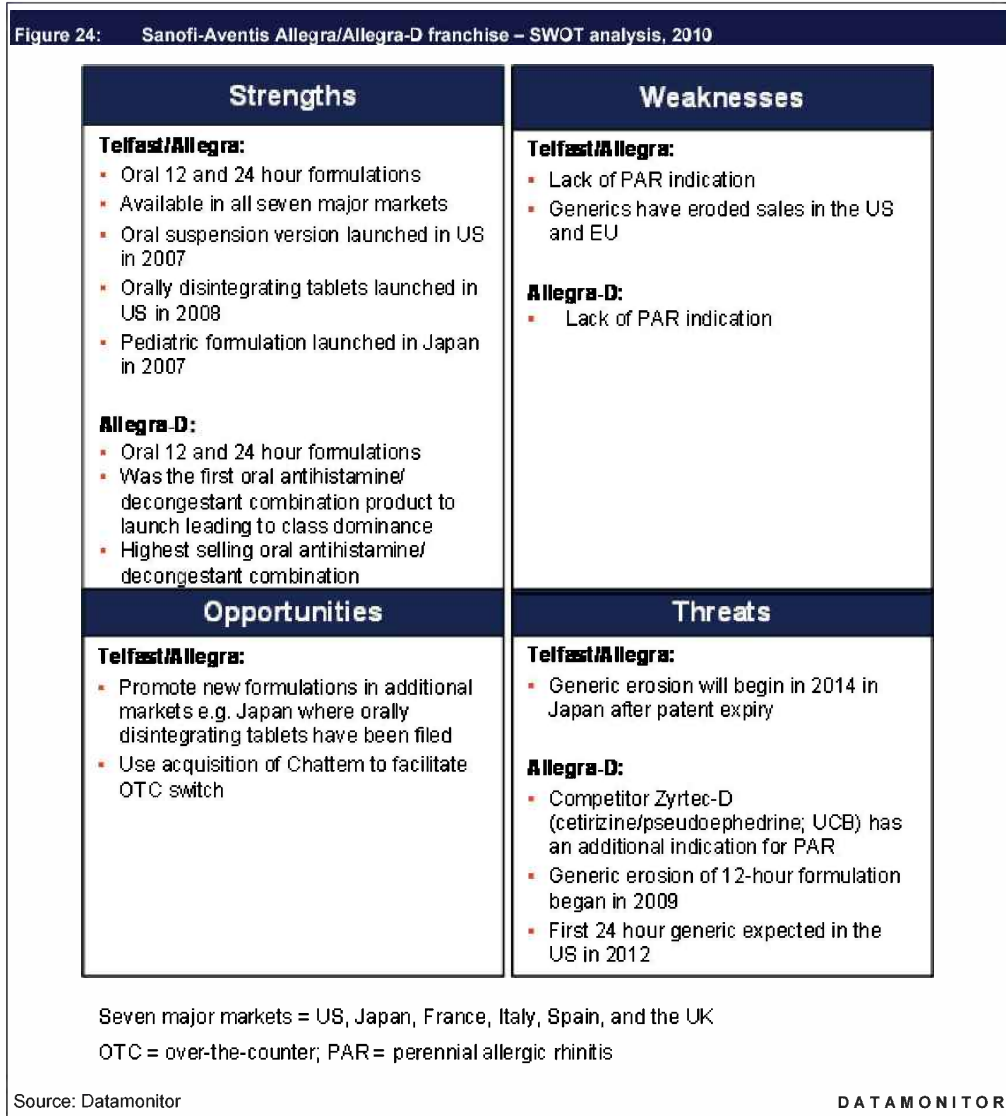 Figure 24: Sanofi-Aventis Allegra/Allegra-D franchise – SWOT analysis, 2010
Strengths
Telfast/Allegra:
▪ Oral 12 and 24 hour formulations
▪ Available in all seven major markets
▪ Oral suspension version launched in US
in 2007
▪ Orally disintegrating tablets launched in
US in 2008
▪ Pediatric formulation launched in Japan
in 2007
Allegra-D:
▪ Oral 12 and 24 hour formulations
▪ Was the first oral antihistamine/
decongestant combination product to
launch leading to class dominance
▪ Highest selling oral antihistamine/
decongestant combination
Weaknesses
Telfast/Allegra:
▪ Lack of PAR indication
▪ Generics have eroded sales in the US
and EU
Allegra-D:
▪ Lack of PAR indication
Opportunities
Telfast/Allegra:
▪ Promote new formulations in additional
markets e.g. Japan where orally
disintegrating tablets have been filed
▪ Use acquisition of Chattem to facilitate
OTC switch
Threats
Telfast/Allegra:
▪ Generic erosion will begin in 2014 in
Japan after patent expiry
Allegra-D:
▪ Competitor Zyrtec-D
(cetirizine/pseudoephedrine; UCB) has
an additional indication for PAR
▪ Generic erosion of 12-hour formulation
began in 2009
▪ First 24 hour generic expected in the
US in 2012
Seven major markets = US, Japan, France, Italy, Spain, and the UK
OTC = over-the-counter; PAR = perennial allergic rhinitis
Source: Datamonitor
DATAMONITOR